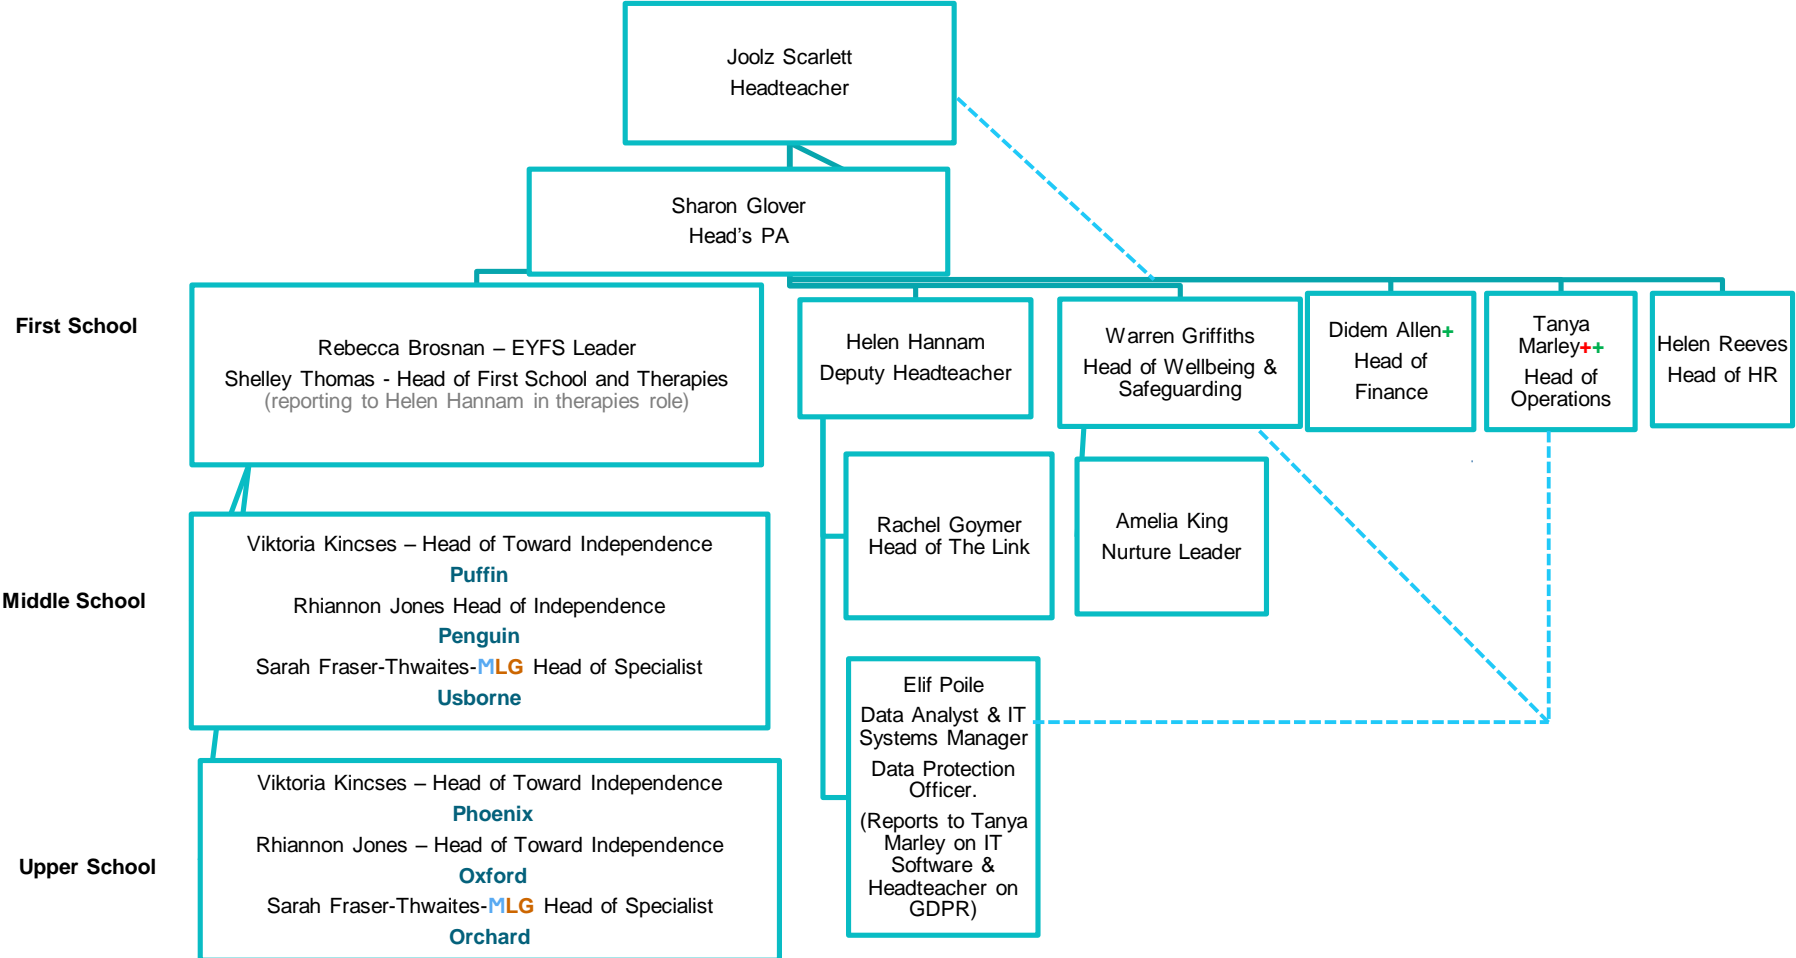 Joolz Scarlett
Headteacher
Sharon Glover
Head's PA
First School
Rebecca Brosnan – EYFS Leader
Shelley Thomas - Head of First School and Therapies
(reporting to Helen Hannam in therapies role)
Helen Hannam
Deputy Headteacher
Warren Griffiths
Head of Wellbeing &
Safeguarding
Didem Allen+
Head of
Finance
Tanya
Marley++
Head of
Operations
Helen Reeves
Head of HR
Middle School
Viktoria Kincses – Head of Toward Independence
Puffin
Rhiannon Jones Head of Independence
Penguin
Sarah Fraser-Thwaites-MLG Head of Specialist
Usborne
Rachel Goymer
Head of The Link
Amelia King
Nurture Leader
Upper School
Viktoria Kincses – Head of Toward Independence
Phoenix
Rhiannon Jones – Head of Toward Independence
Oxford
Sarah Fraser-Thwaites-MLG Head of Specialist
Orchard
Elif Poile
Data Analyst & IT
Systems Manager
Data Protection
Officer.
(Reports to Tanya
Marley on IT
Software &
Headteacher on
GDPR)